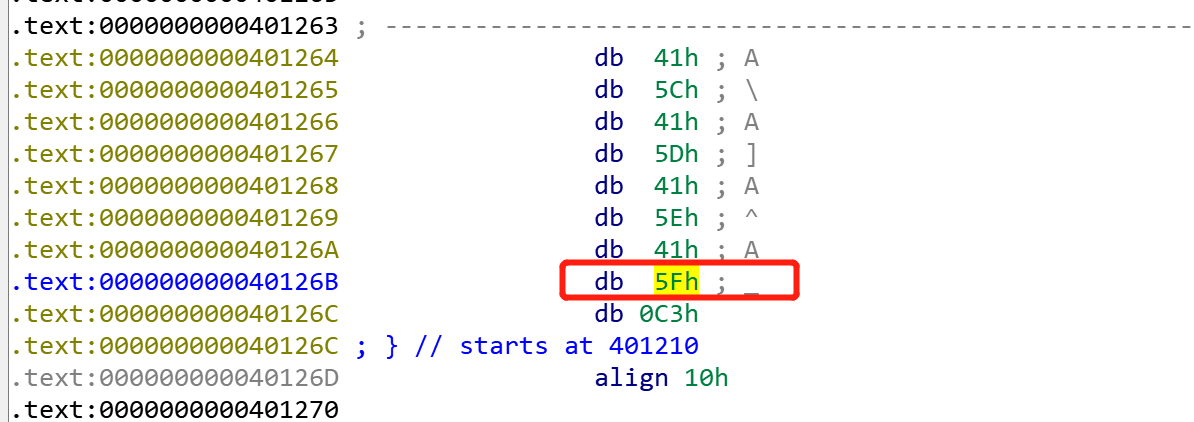 .text:0000000000401263 ; ---------------------------------------------------------
.text:0000000000401264 db 41h ; A
.text:0000000000401265 db 5Ch ; \
.text:0000000000401266 db 41h ; A
.text:0000000000401267 db 5Dh ; ]
.text:0000000000401268 db 41h ; A
.text:0000000000401269 db 5Eh ; ^
.text:000000000040126A db 41h ; A
.text:000000000040126B db 5Fh ; _
.text:000000000040126C db 0C3h
.text:000000000040126C ; } // starts at 401210
.text:000000000040126D align 10h
.text:0000000000401270